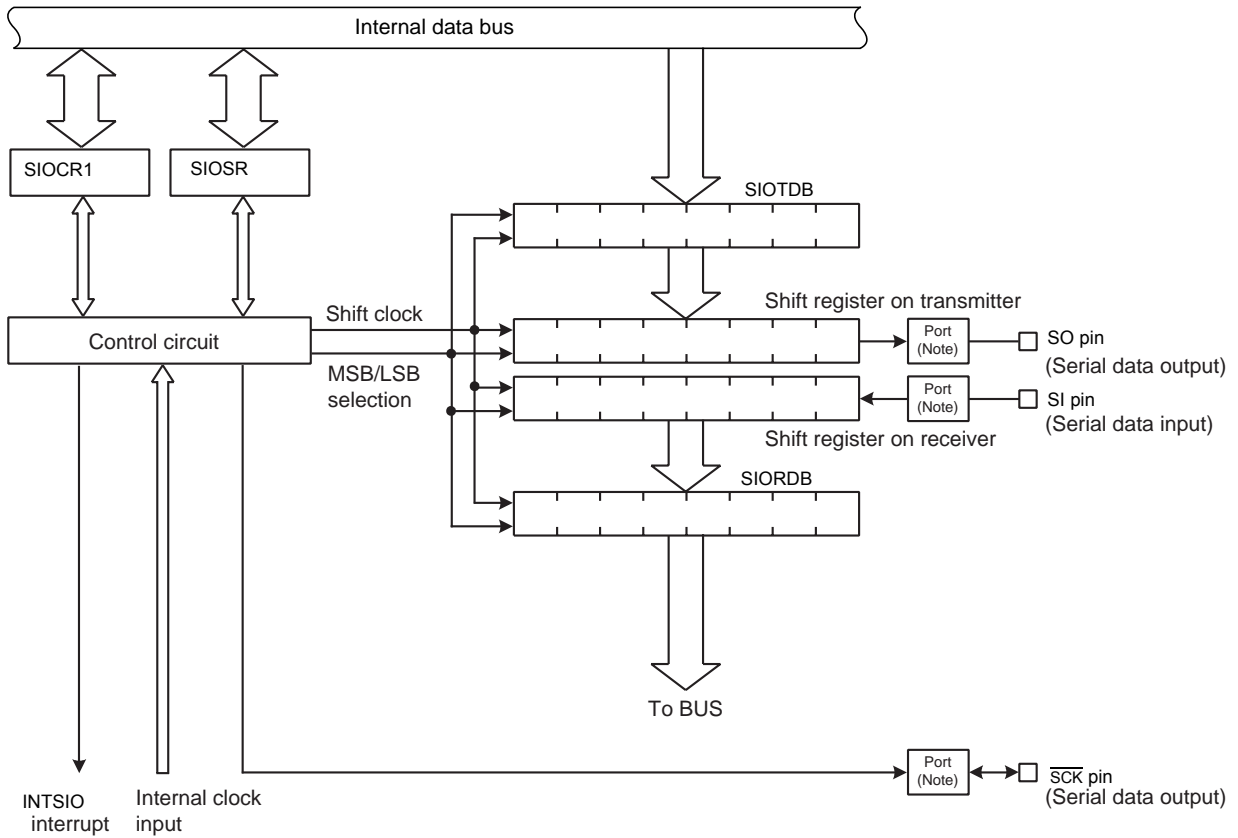 Internal data bus
SIOCR1
SIOSR
SIOTDB
Shift clock
Shift register on transmitter
Control circuit
Port
(Note)
SO pin
(Serial data output)
MSB/LSB
selection
Port
(Note)
SI pin
(Serial data input)
Shift register on receiver
SIORDB
To BUS
Port
(Note)
SCK pin
(Serial data output)
INTSIO
interrupt
Internal clock
input